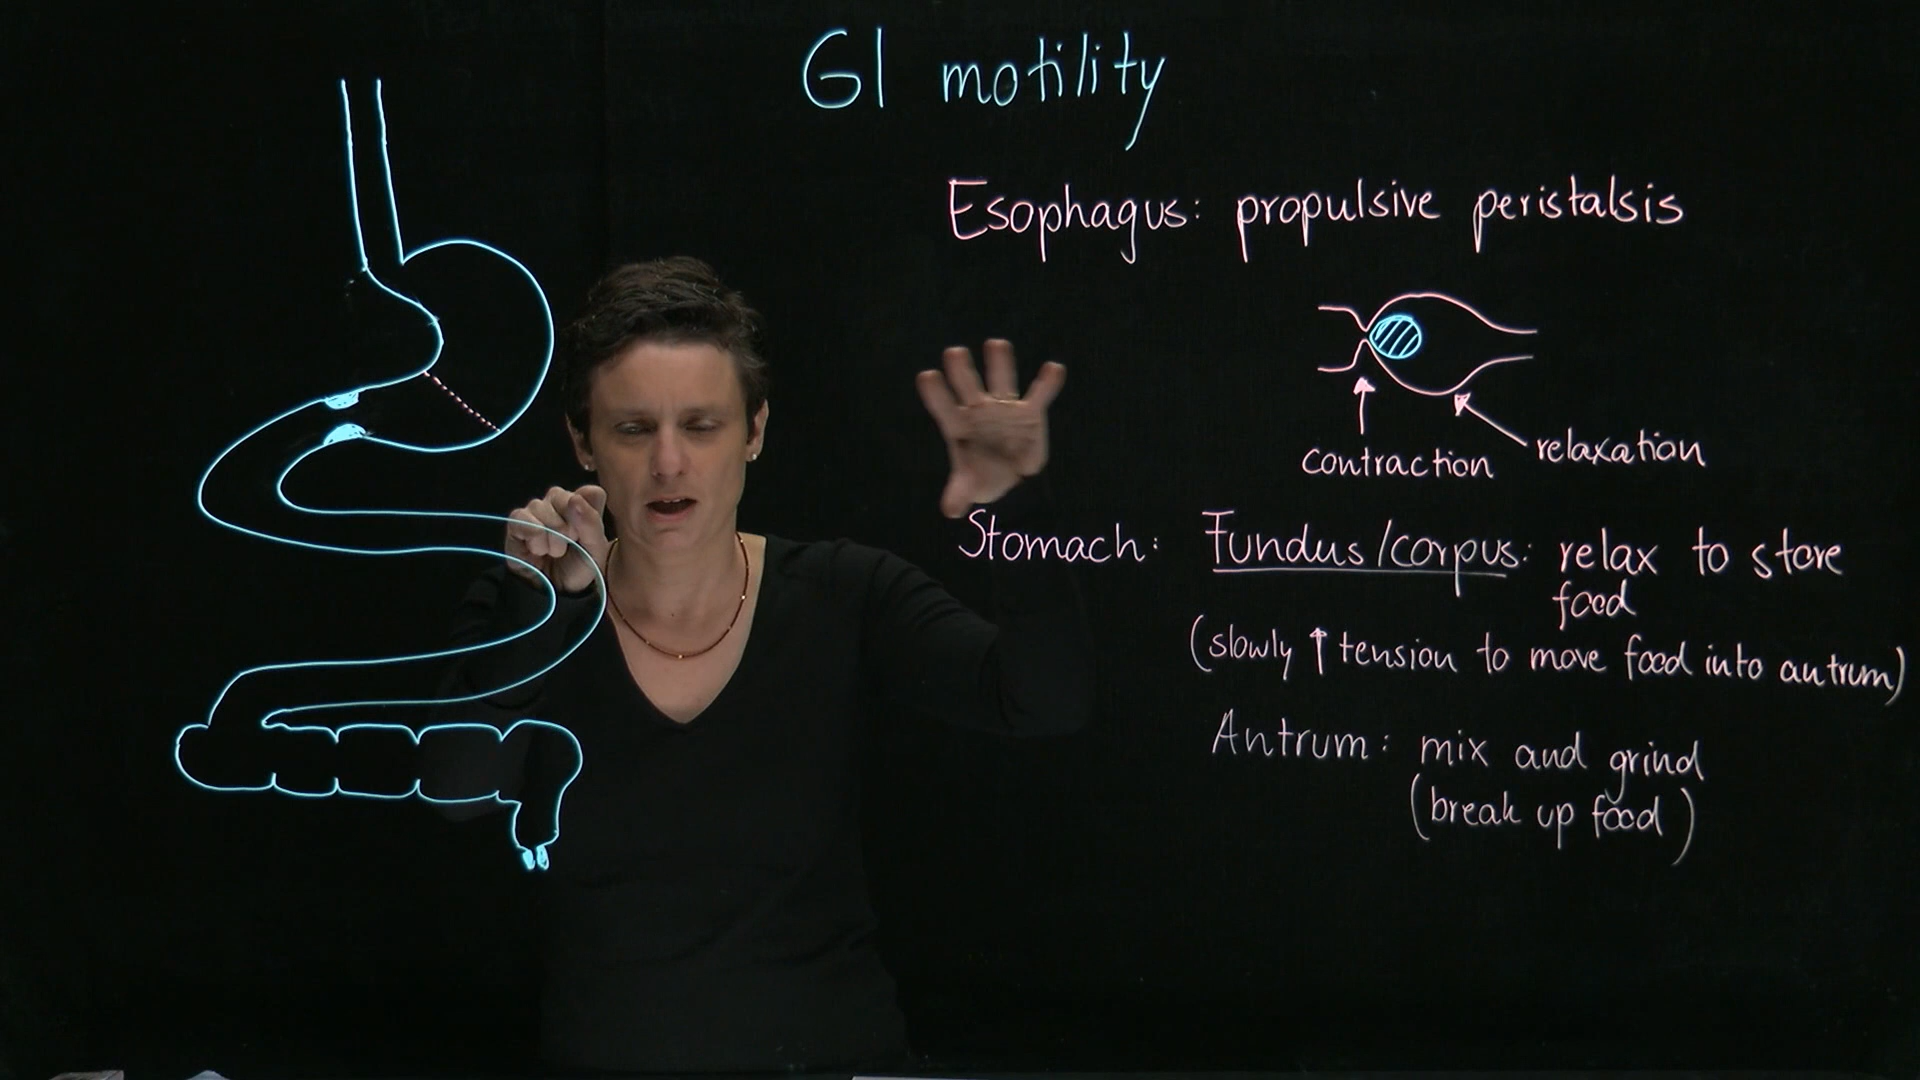 GI motility
Esophagus: propulsive peristalsis
contraction
relaxation
Stomach: Fundus/corpus: relax to store
food
(slowly ↑ tension to move food into antrum)
Antrum: mix and grind
(break up food)